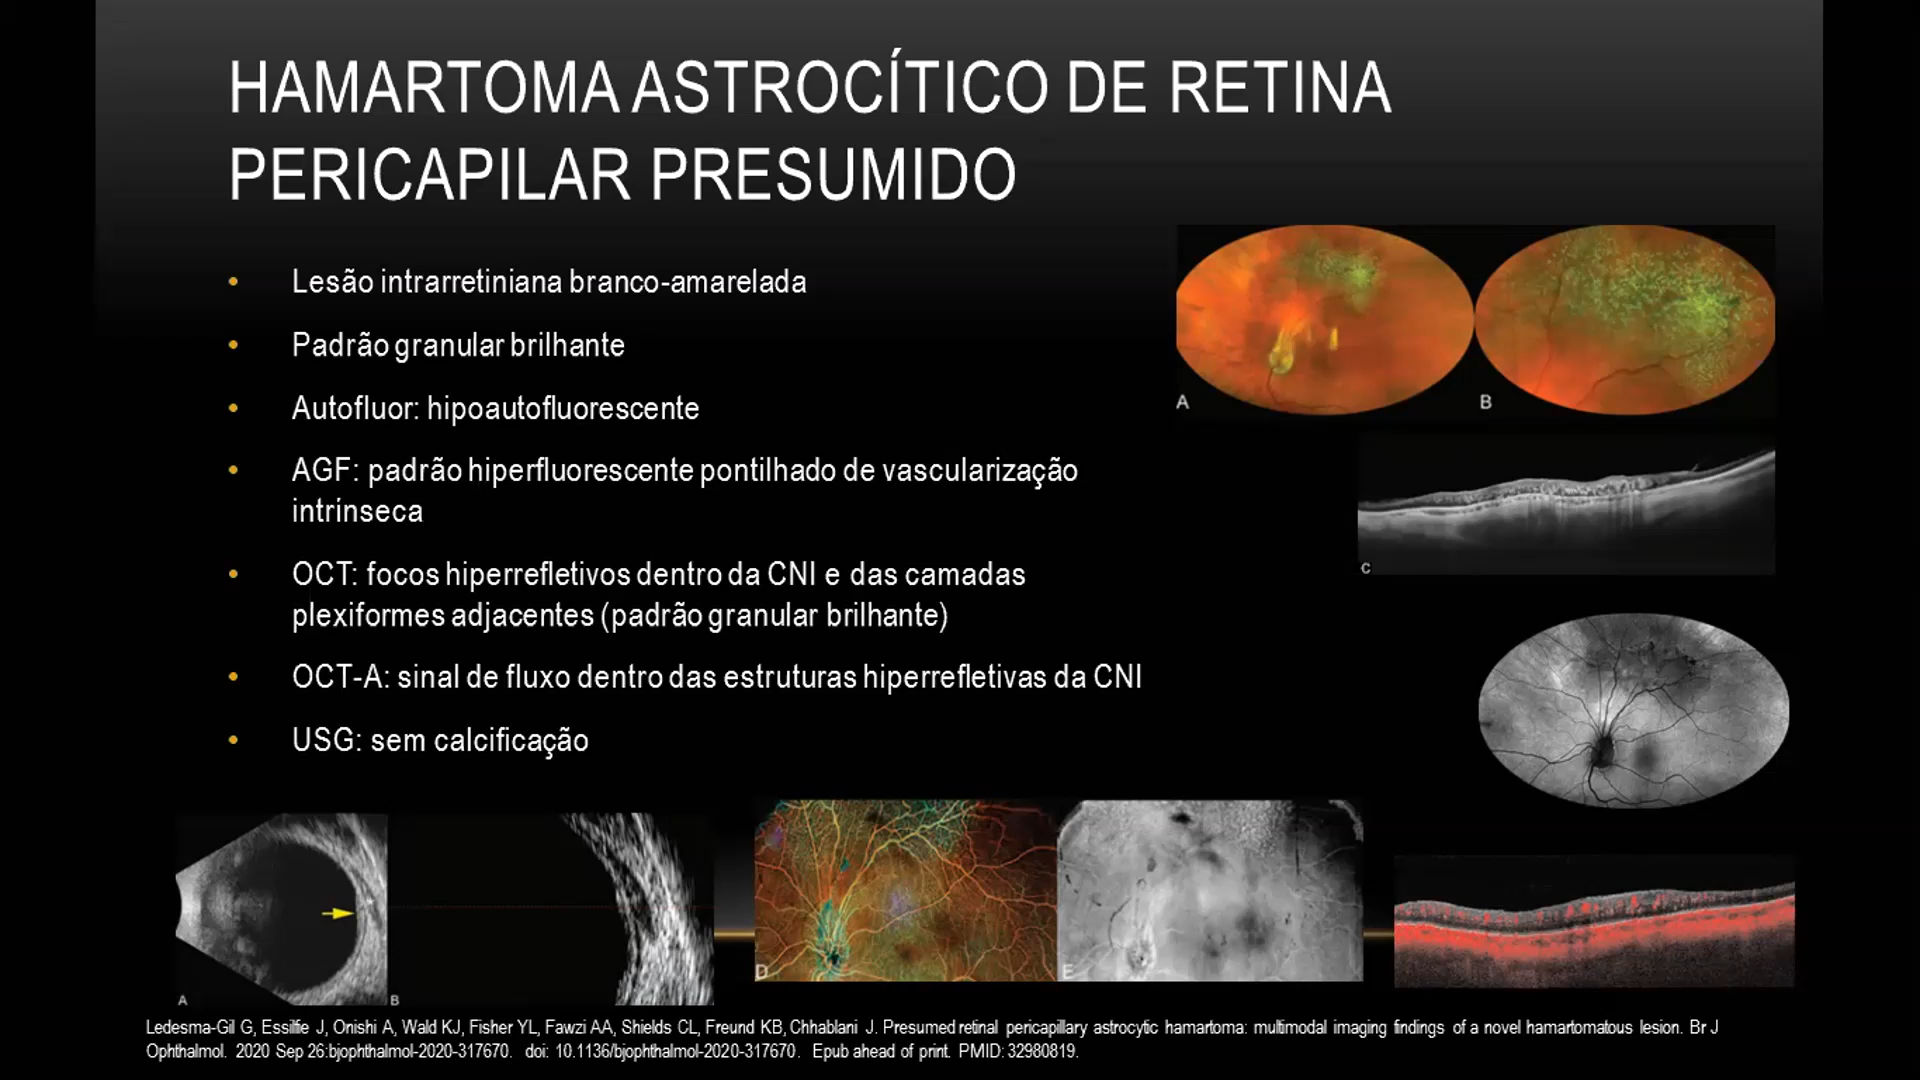 HAMARTOMA ASTROCÍTICO DE RETINA
PERICAPILAR PRESUMIDO
• Lesão intrarretiniana branco-amarelada
• Padrão granular brilhante
• Autofluor: hipoautofluorescente
• AGF: padrão hiperfluorescente pontilhado de vascularização
intrínseca
• OCT: focos hiperrefletivos dentro da CNI e das camadas
plexiformes adjacentes (padrão granular brilhante)
• OCT-A: sinal de fluxo dentro das estruturas hiperrefletivas da CNI
• USG: sem calcificação
A
B
C
A
B
D
E
Ledesma-Gil G, Essilfie J, Onishi A, Wald KJ, Fisher YL, Fawzi AA, Shields CL, Freund KB, Chhablani J. Presumed retinal pericapillary astrocytic hamartoma: multimodal imaging findings of a novel hamartomatous lesion. Br J
Ophthalmol. 2020 Sep 26:bjophthalmol-2020-317670. doi: 10.1136/bjophthalmol-2020-317670. Epub ahead of print. PMID: 32980819.